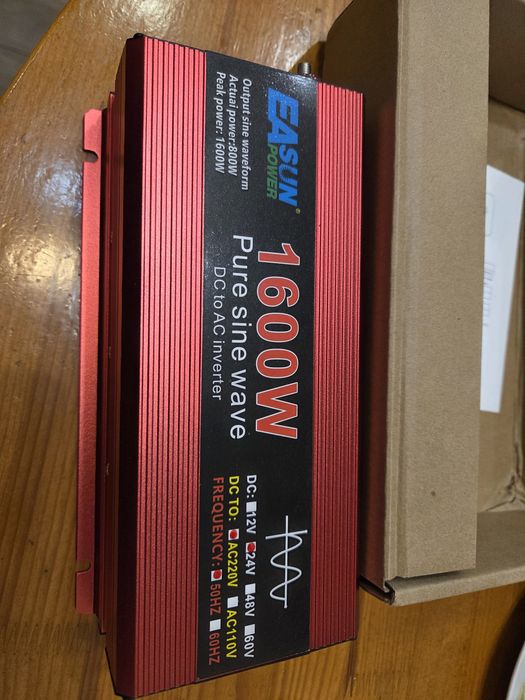 EASUN®
POWER
Output sine waveform
Actuai power:800W
Peak power: 1600W
1600W
Pure sine wave
DC to AC inverter
DC: 12V 24V 48V 60V
DC TO: AC220V AC110V
FREQUENCY: 50HZ 60HZ